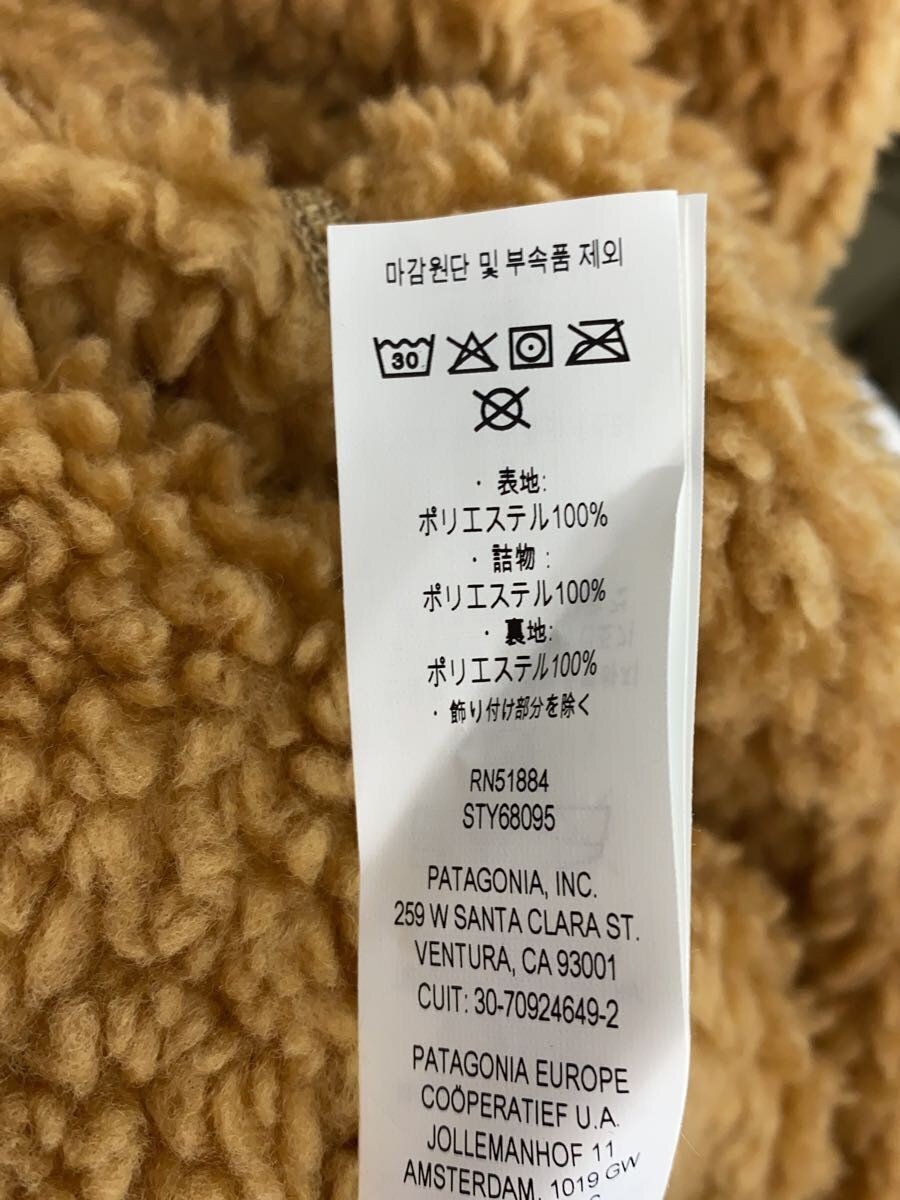 마감원단 및 부속품 제외
30
· 表地:
ポリエステル100%
· 詰物 :
ポリエステル100%
· 裏地:
ポリエステル100%
· 飾り付け部分を除く
RN51884
STY68095
PATAGONIA, INC.
259 W SANTA CLARA ST.
VENTURA, CA 93001
CUIT: 30-70924649-2
PATAGONIA EUROPE
COÖPERATIEF U.A.
JOLLEMANHOF 11
AMSTERDAM, 1019 GW